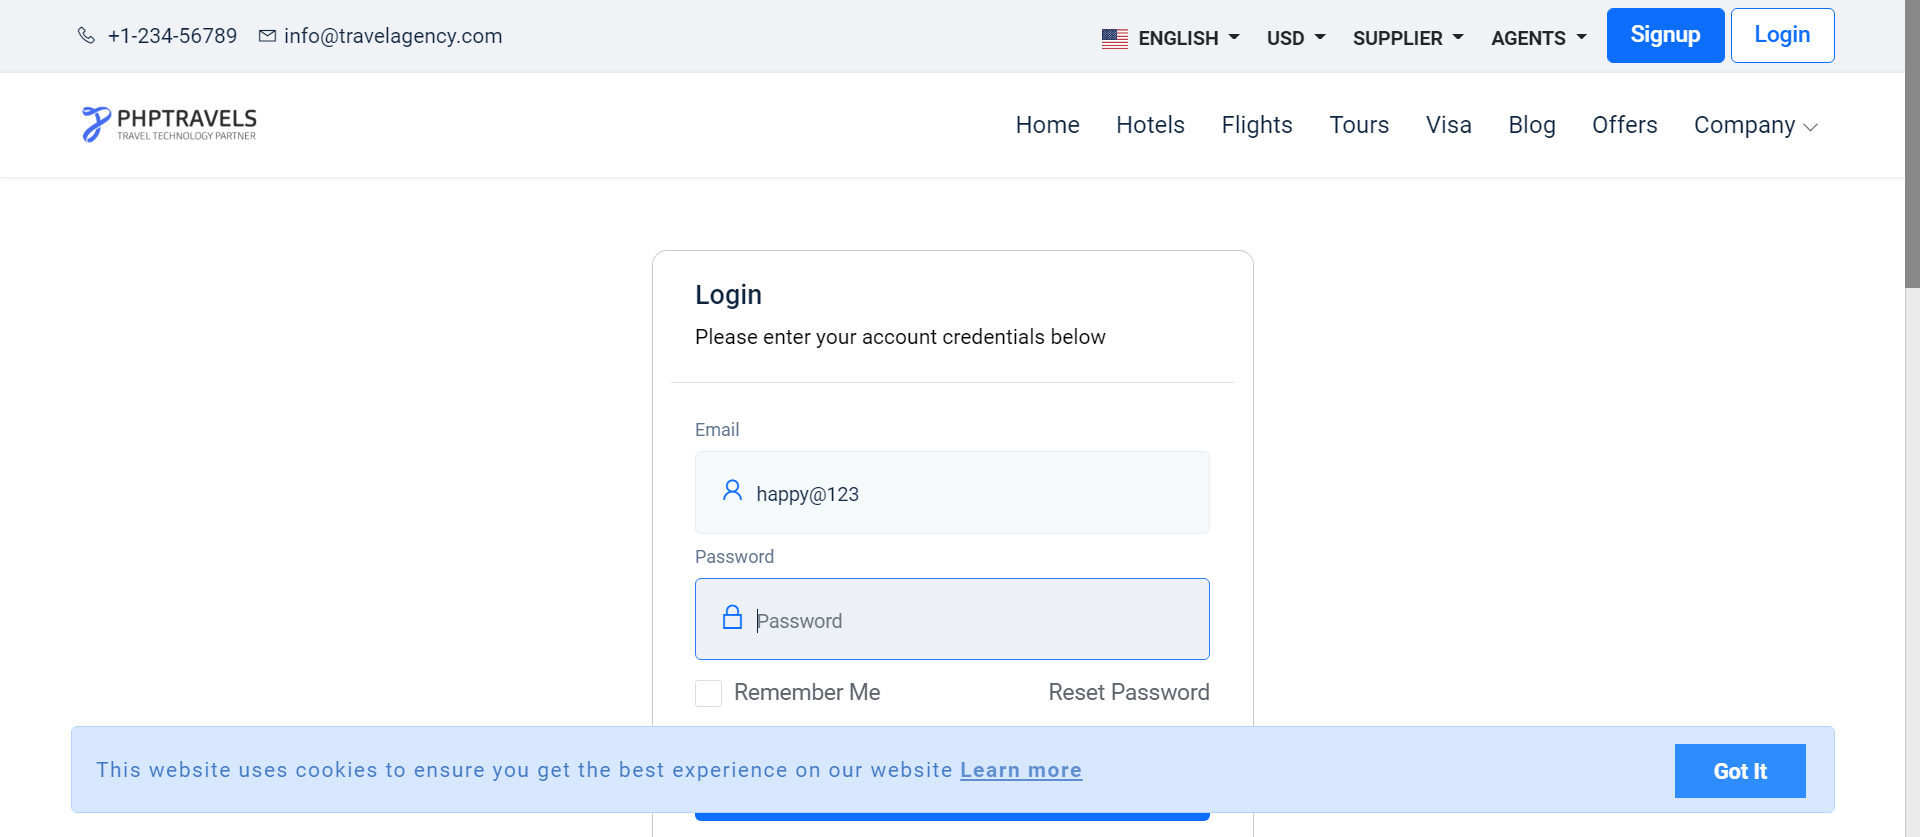 +1-234-56789 info@travelagency.com ENGLISH USD SUPPLIER AGENTS Signup Login
PHPTRAVELS
TRAVEL TECHNOLOGY PARTNER
Home Hotels Flights Tours Visa Blog Offers Company
Login
Please enter your account credentials below
Email
happy@123
Password
Password
Remember Me Reset Password
This website uses cookies to ensure you get the best experience on our website Learn more Got It